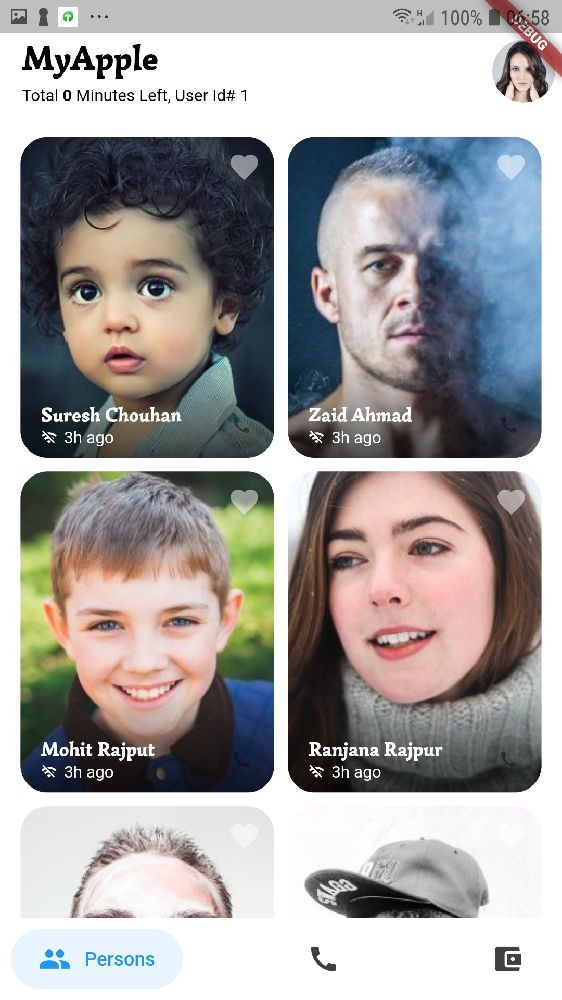 100% 06:58
DEBUG
MyApple
Total 0 Minutes Left, User Id# 1
Suresh Chouhan
3h ago
Zaid Ahmad
3h ago
Mohit Rajput
3h ago
Ranjana Rajpur
3h ago
Persons